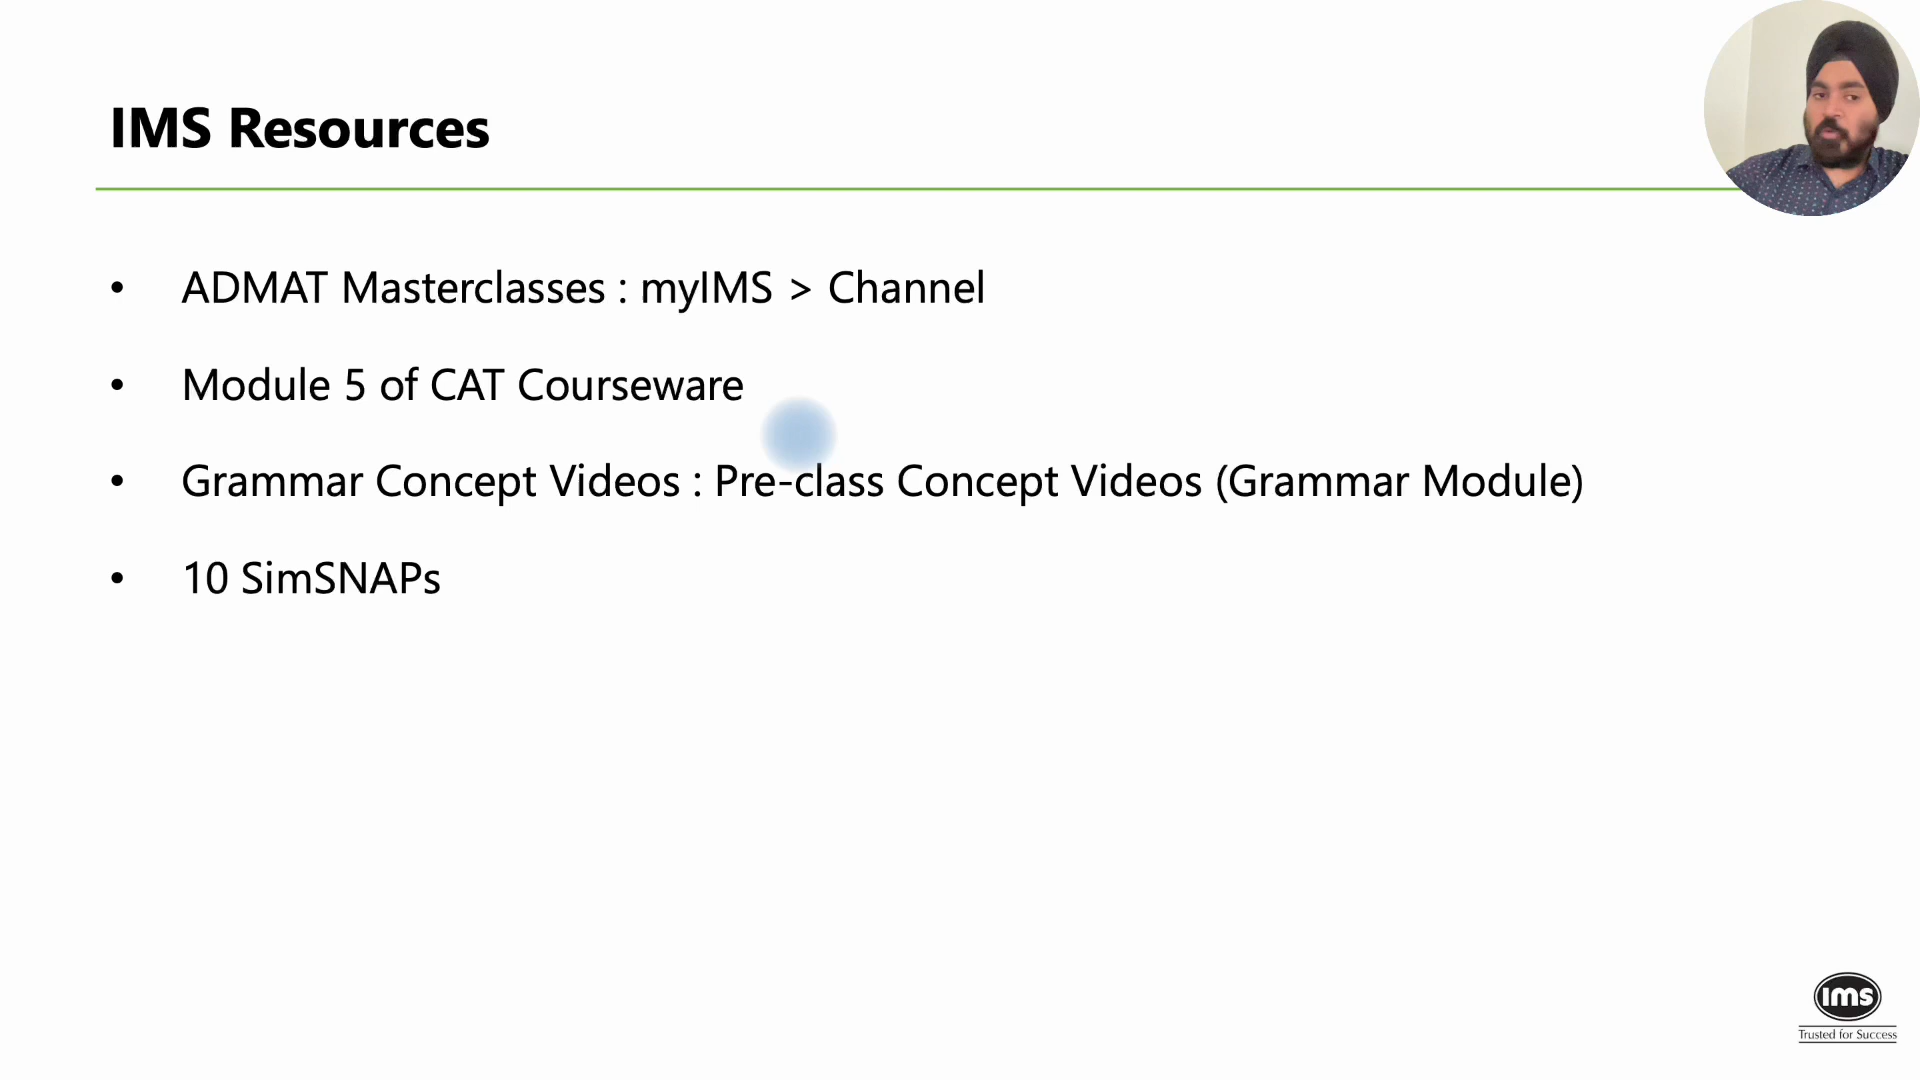 IMS Resources
• ADMAT Masterclasses : myIMS > Channel
• Module 5 of CAT Courseware
• Grammar Concept Videos : Pre-class Concept Videos (Grammar Module)
• 10 SimSNAPs
ims
Trusted for Success